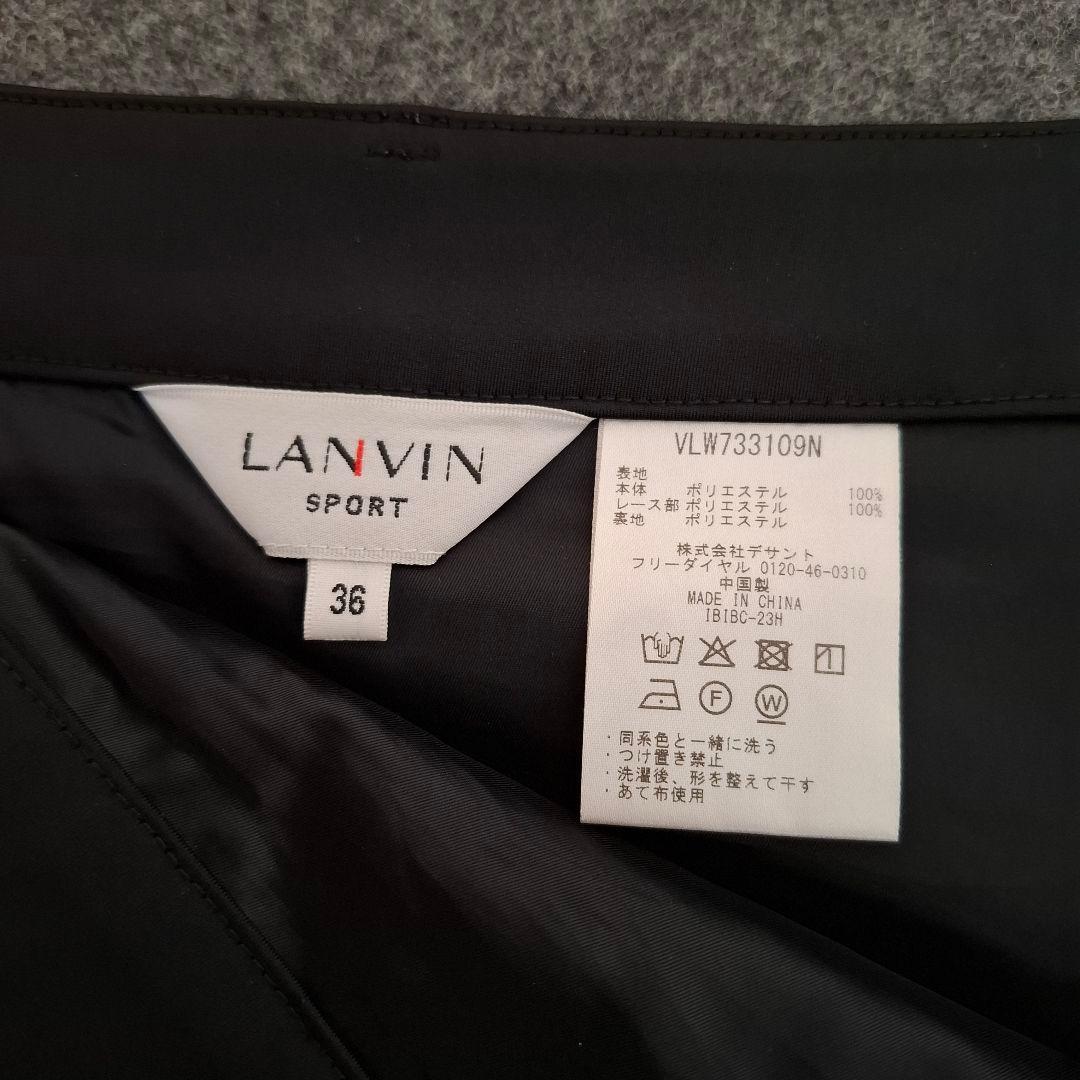 LANVIN
SPORT
36
VLW733109N
表地
本体 ポリエステル 100%
レース部 ポリエステル 100%
裏地 ポリエステル
株式会社デサント
フリーダイヤル 0120-46-0310
中国製
MADE IN CHINA
IBIBC-23H
F W
・同系色と一緒に洗う
・つけ置き禁止
・洗濯後、形を整えて干す
・あて布使用